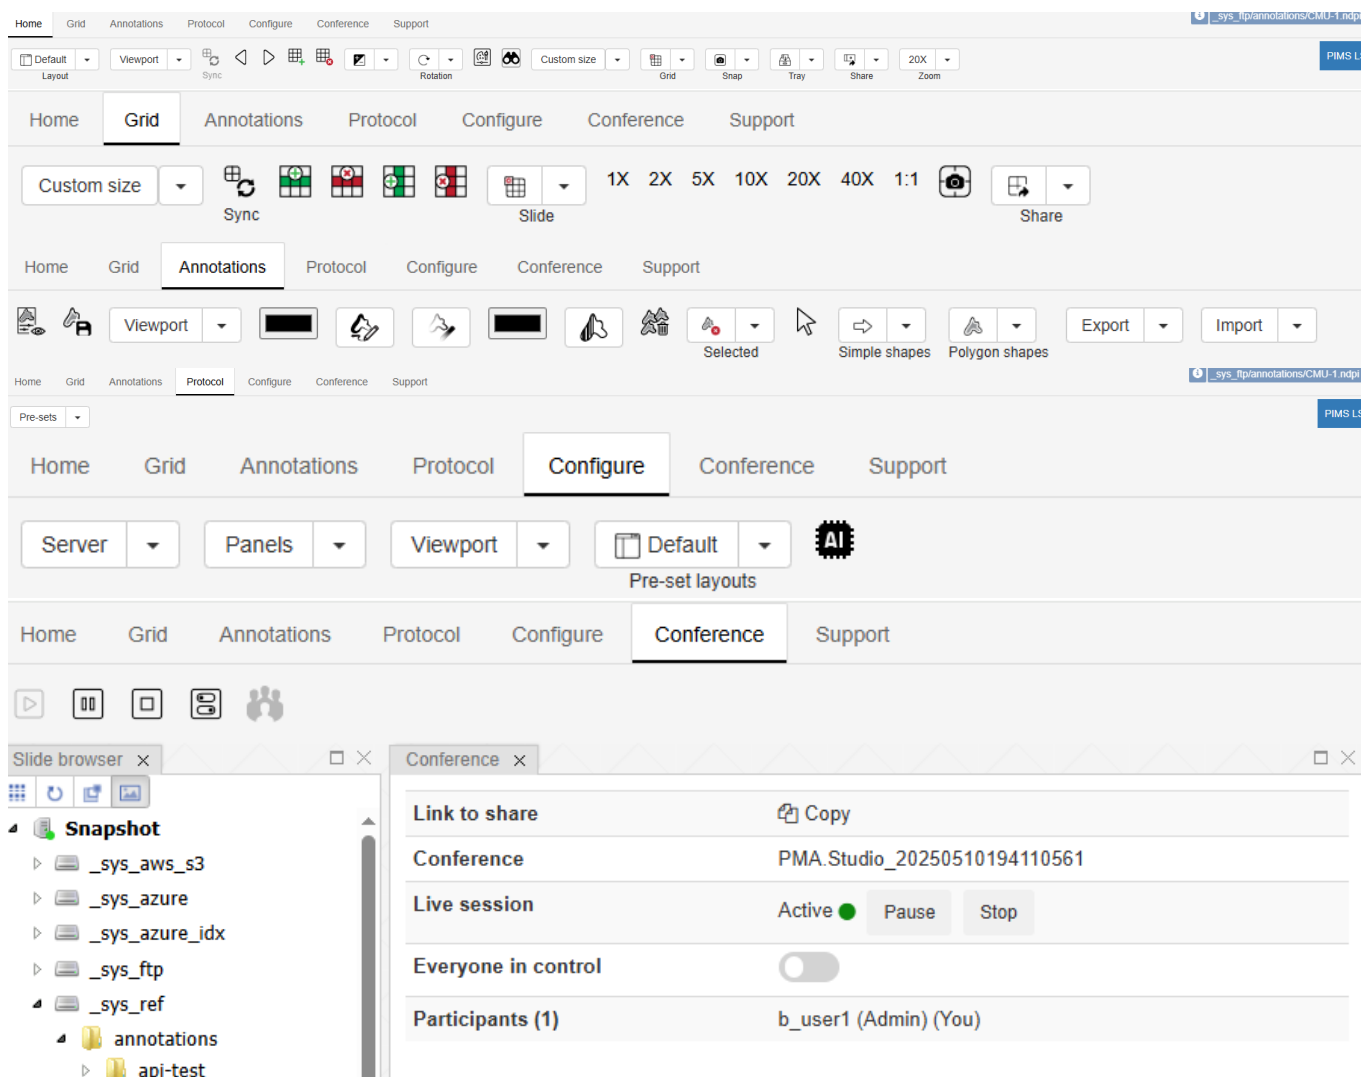 Home Grid Annotations Protocol Configure Conference Support _sys_ftp/annotations/CMU-1.ndpi
Default Viewport Custom size 20X PIMS LS
Layout Sync Rotation Grid Snap Tray Share Zoom
Home Grid Annotations Protocol Configure Conference Support
Custom size 1X 2X 5X 10X 20X 40X 1:1
Sync Slide Share
Home Grid Annotations Protocol Configure Conference Support
Viewport Export Import
Selected Simple shapes Polygon shapes
Home Grid Annotations Protocol Configure Conference Support _sys_ftp/annotations/CMU-1.ndpi
Pre-sets PIMS LS
Home Grid Annotations Protocol Configure Conference Support
Server Panels Viewport Default AI
Pre-set layouts
Home Grid Annotations Protocol Configure Conference Support
Slide browser Conference
Link to share Copy
Snapshot
Conference PMA.Studio_20250510194110561
_sys_aws_s3
_sys_azure
Live session Active Pause Stop
_sys_azure_idx
_sys_ftp
Everyone in control
_sys_ref
Participants (1) b_user1 (Admin) (You)
annotations
api-test